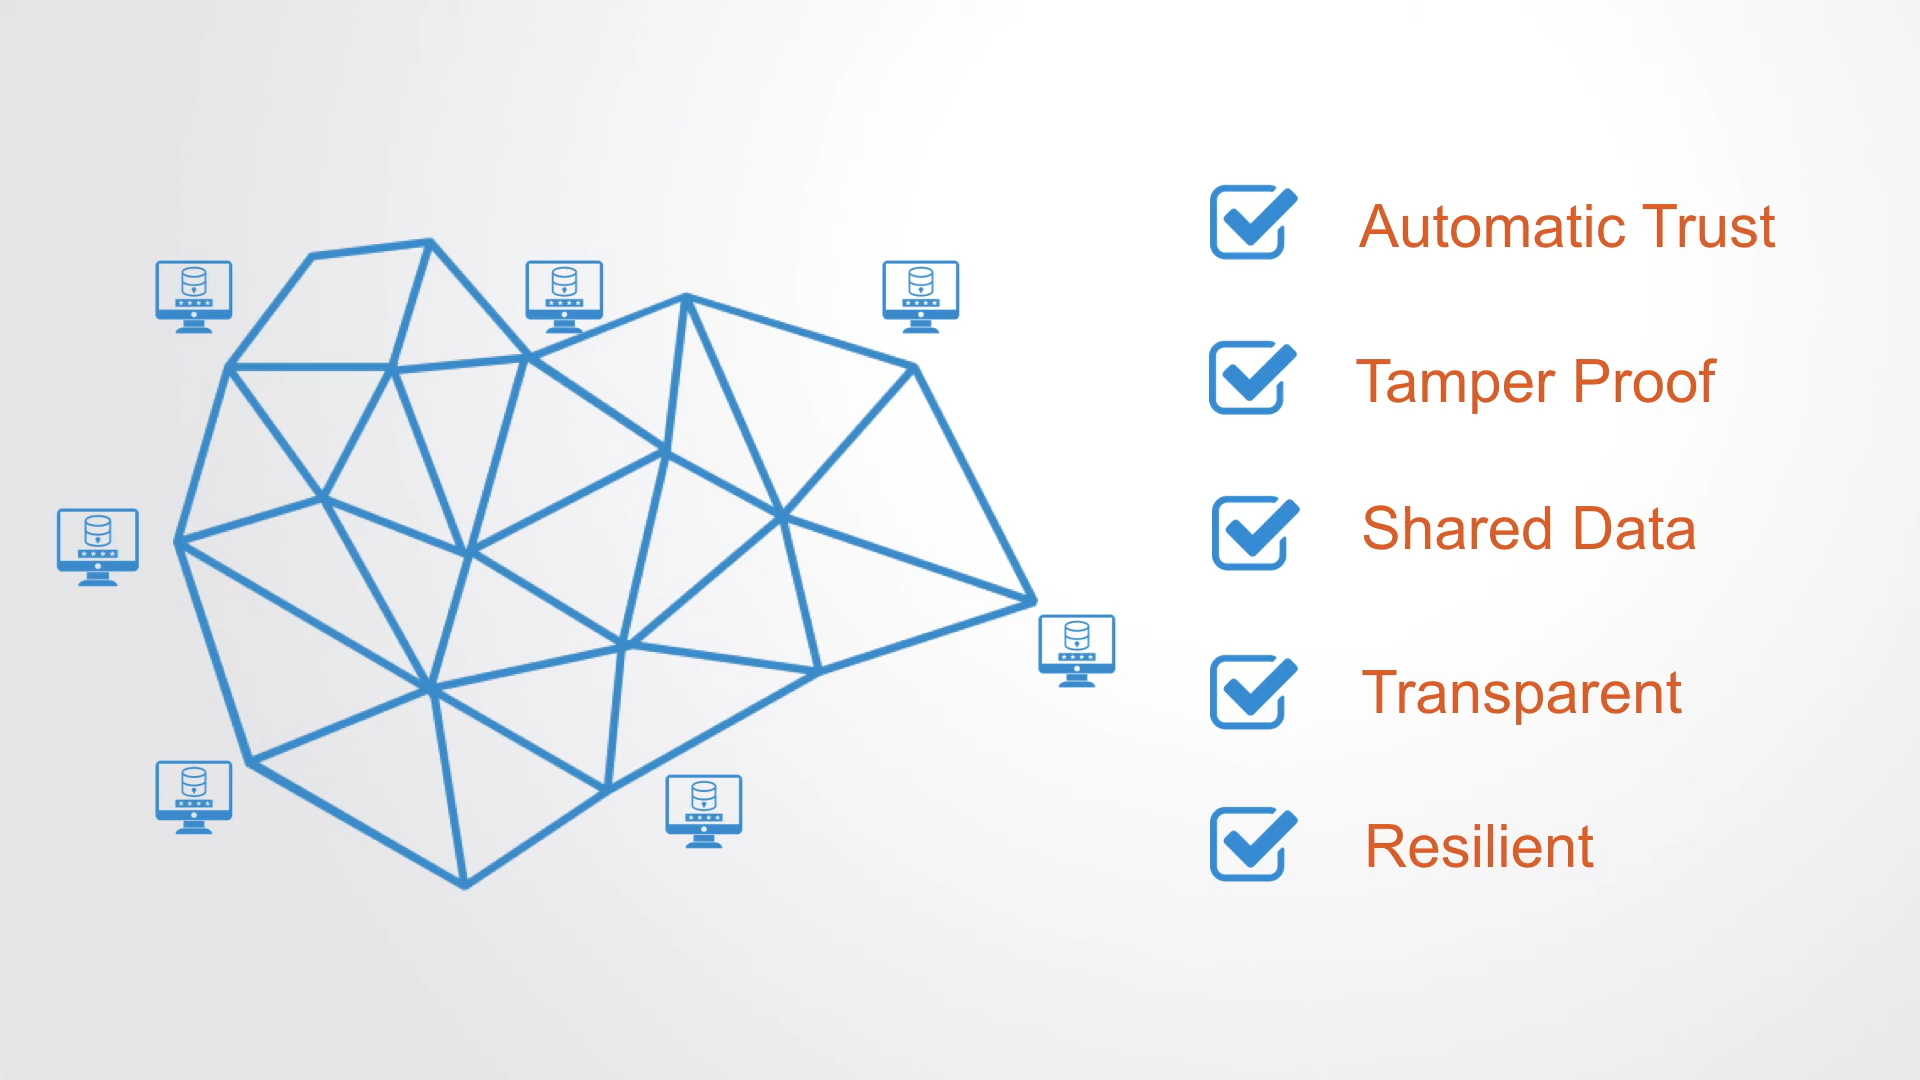 Automatic Trust
Tamper Proof
Shared Data
Transparent
Resilient